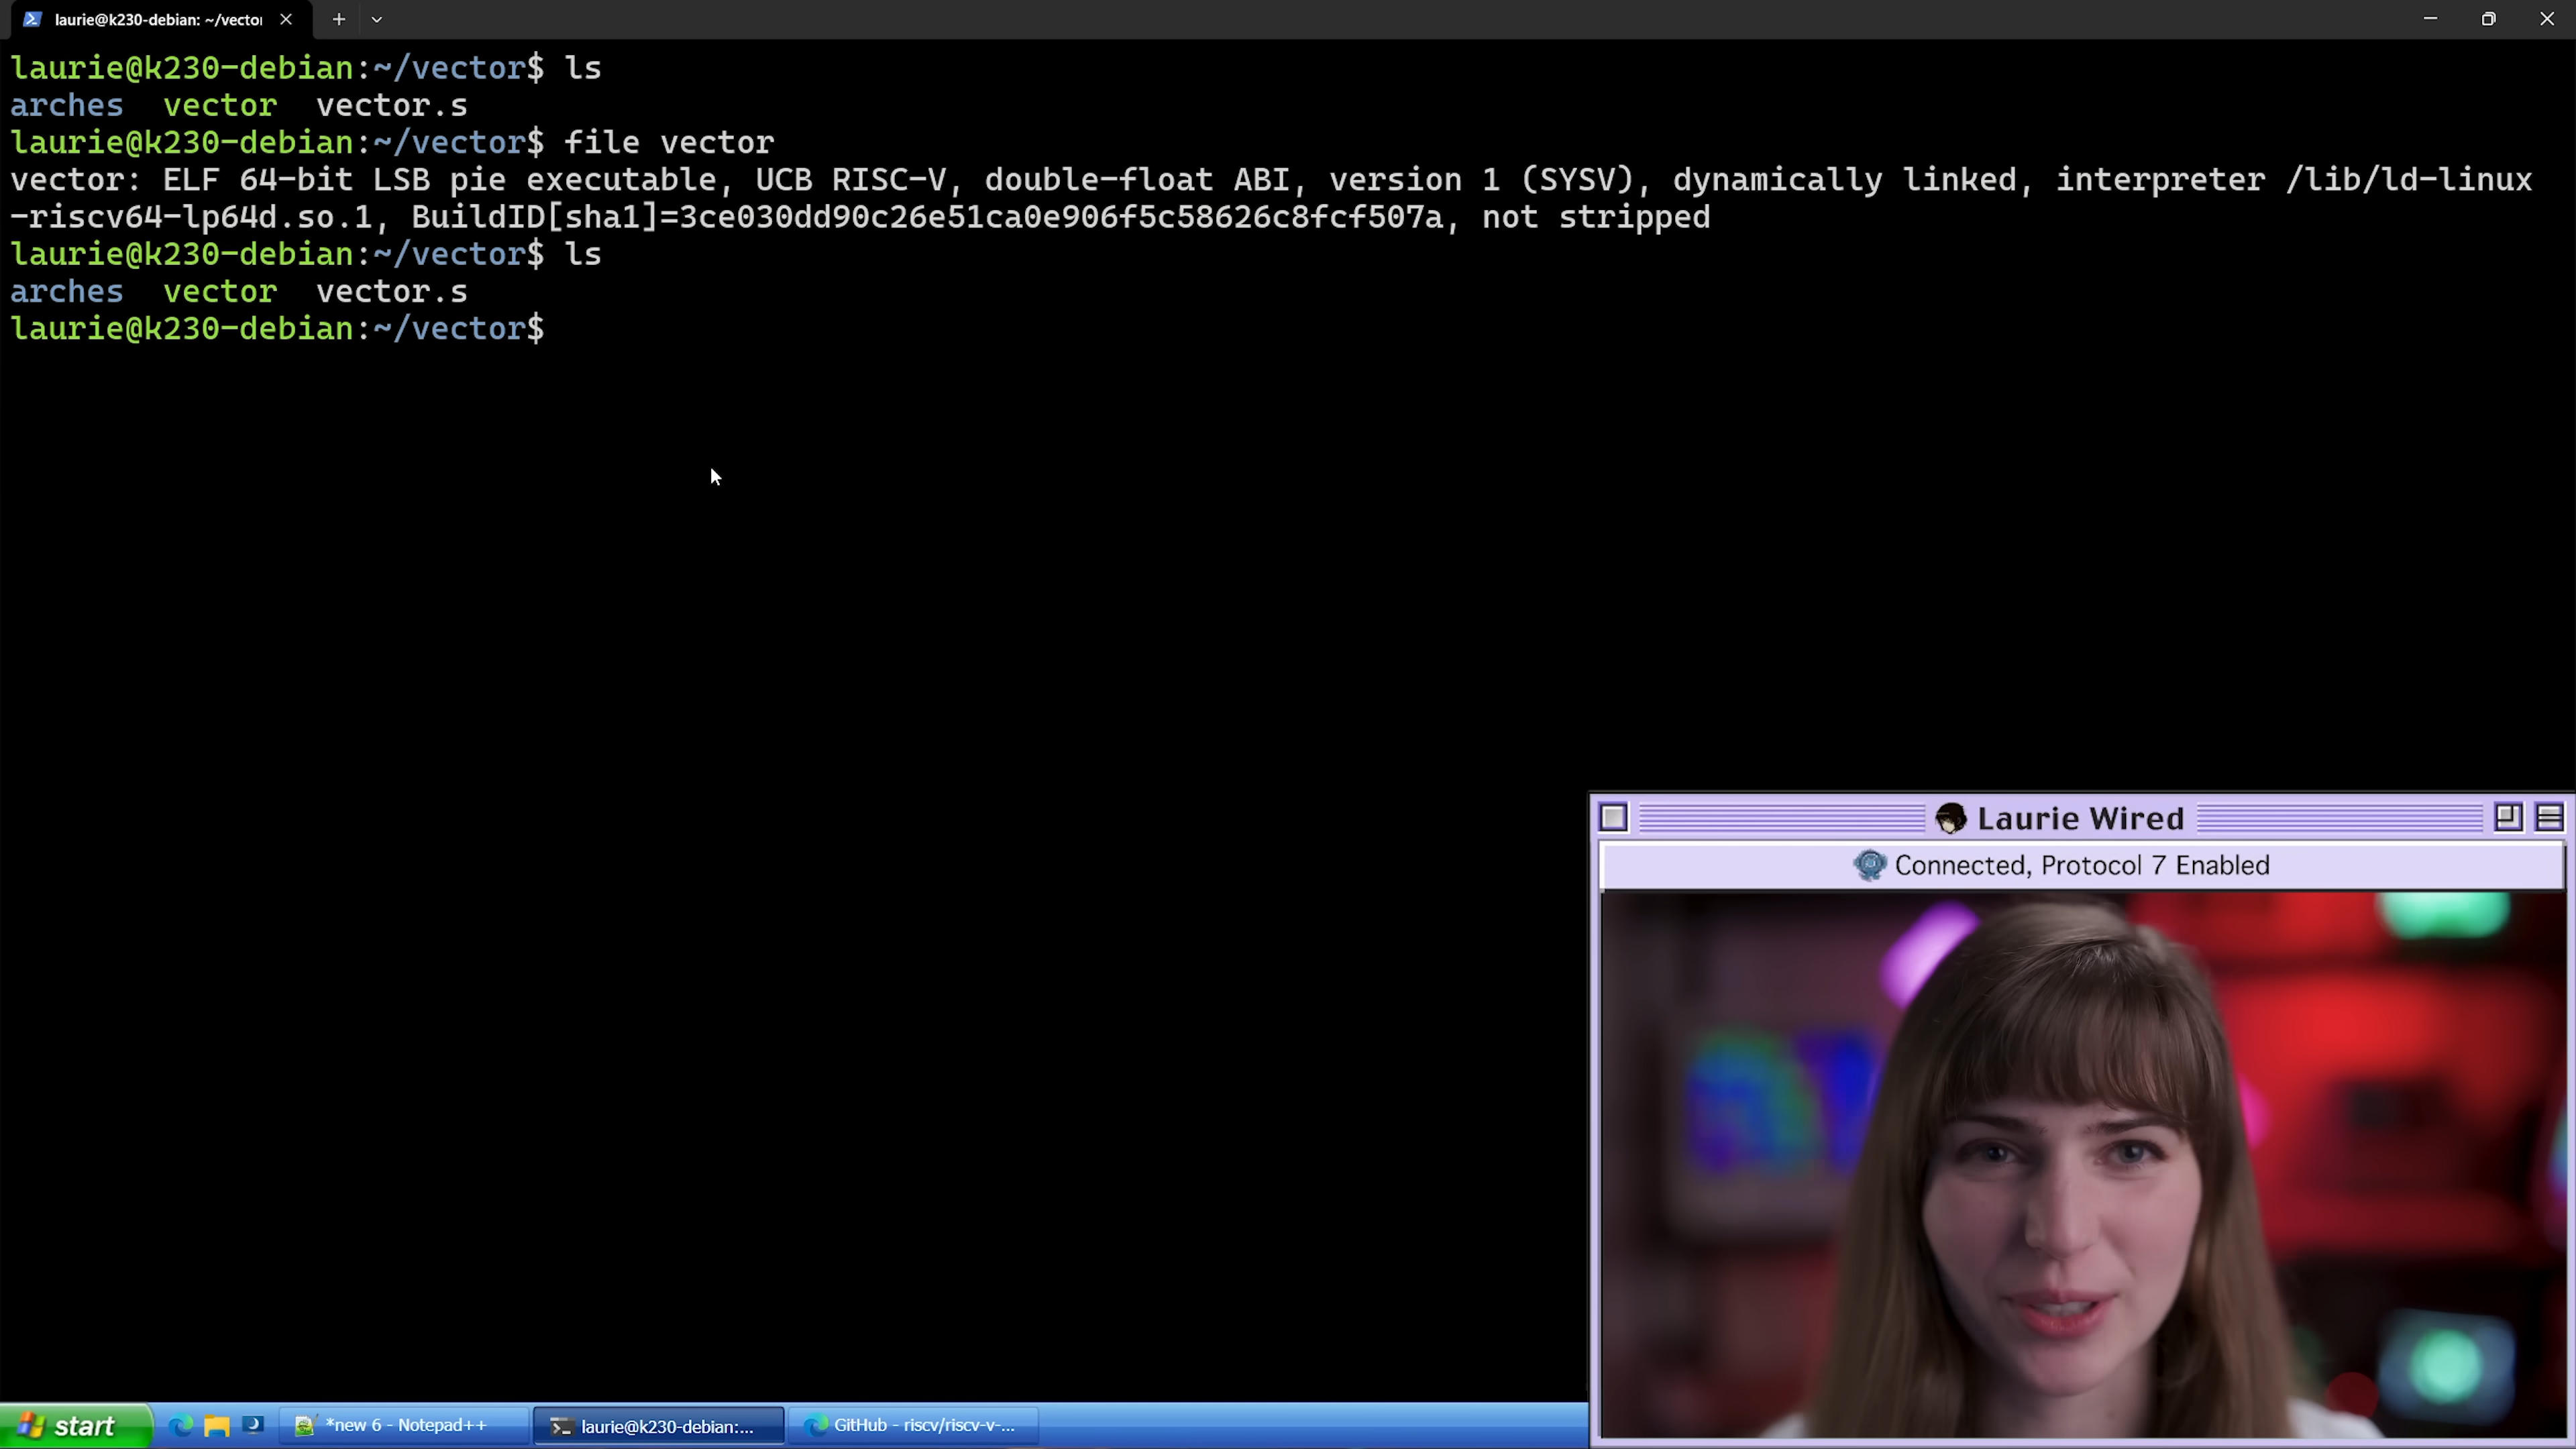 laurie@k230-debian: ~/vector
laurie@k230-debian:~/vector$ ls
arches  vector  vector.s
laurie@k230-debian:~/vector$ file vector
vector: ELF 64-bit LSB pie executable, UCB RISC-V, double-float ABI, version 1 (SYSV), dynamically linked, interpreter /lib/ld-linux
-riscv64-lp64d.so.1, BuildID[sha1]=3ce030dd90c26e51ca0e906f5c58626c8fcf507a, not stripped
laurie@k230-debian:~/vector$ ls
arches  vector  vector.s
laurie@k230-debian:~/vector$
Laurie Wired
Connected, Protocol 7 Enabled
start
*new 6 - Notepad++
laurie@k230-debian:...
GitHub - riscv/riscv-v-...